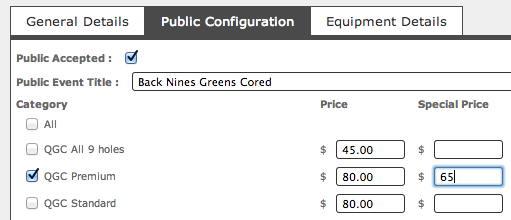 General Details Public Configuration Equipment Details
Public Accepted :
Public Event Title : Back Nines Greens Cored
Category Price Special Price
All
QGC All 9 holes $ 45.00 $
QGC Premium $ 80.00 $ 65
QGC Standard $ 80.00 $